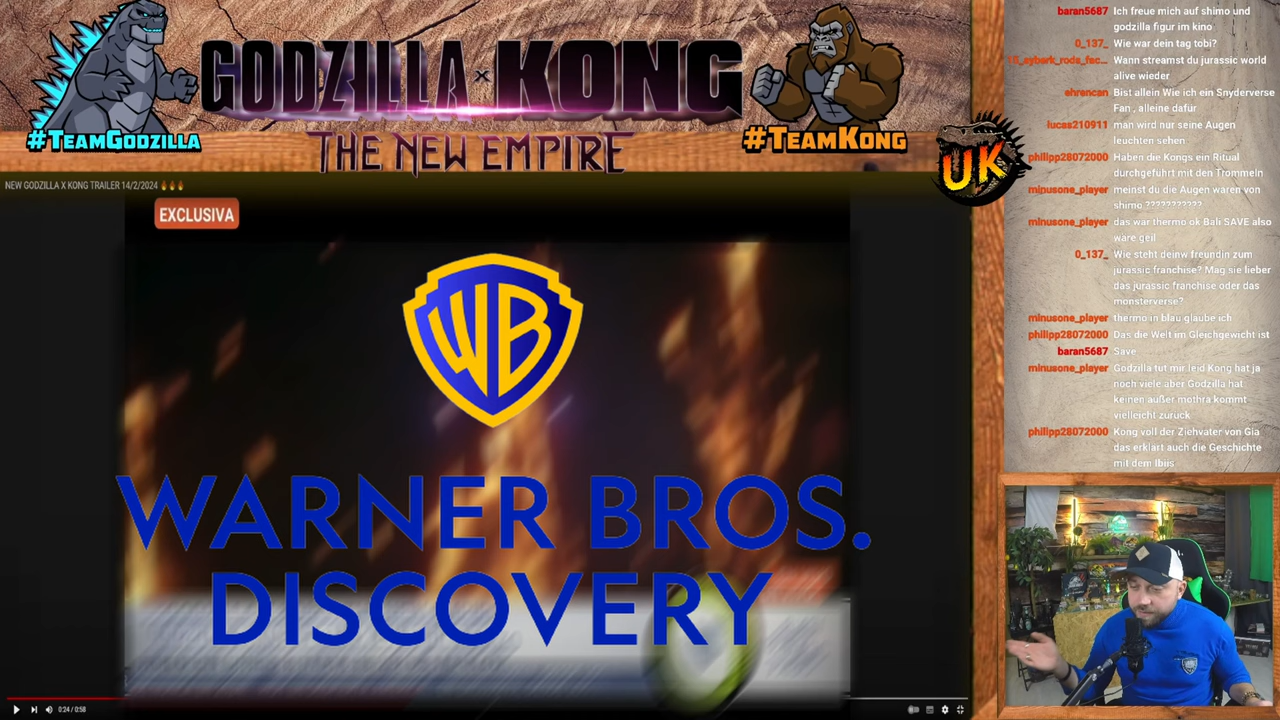 GODZILLA x KONG
#TEAMGODZILLA
#TEAMKONG
THE NEW EMPIRE
UK
NEW GODZILLA X KONG TRAILER 14/2/2024
EXCLUSIVA
WB
WARNER BROS.
DISCOVERY
0:24 / 0:58
baran5687 Ich freue mich auf shimo und
godzilla figur im kino
0_137_ Wie war dein tag tobi?
Wann streamst du jurassic world
alive wieder
ehrencan Bist allein Wie ich ein Snyderverse
Fan , alleine dafür
lucas210911 man wird nur seine Augen
leuchten sehen
philipp28072000 Haben die Kongs ein Ritual
durchgeführt mit den Trommeln
minusone_player meinst du die Augen waren von
shimo ???????????
minusone_player das war thermo ok Bali SAVE also
wäre geil
0_137_ Wie steht deinw freundin zum
jurassic franchise? Mag sie lieber
das jurassic franchise oder das
monsterverse?
minusone_player thermo in blau glaube ich
philipp28072000 Das die Welt im Gleichgewicht ist
baran5687 Save
minusone_player Godzilla tut mir leid Kong hat ja
noch viele aber Godzilla hat
keinen außer mothra kommt
vielleicht zurück
philipp28072000 Kong voll der Ziehvater von Gia
das erklärt auch die Geschichte
mit dem Ibiis